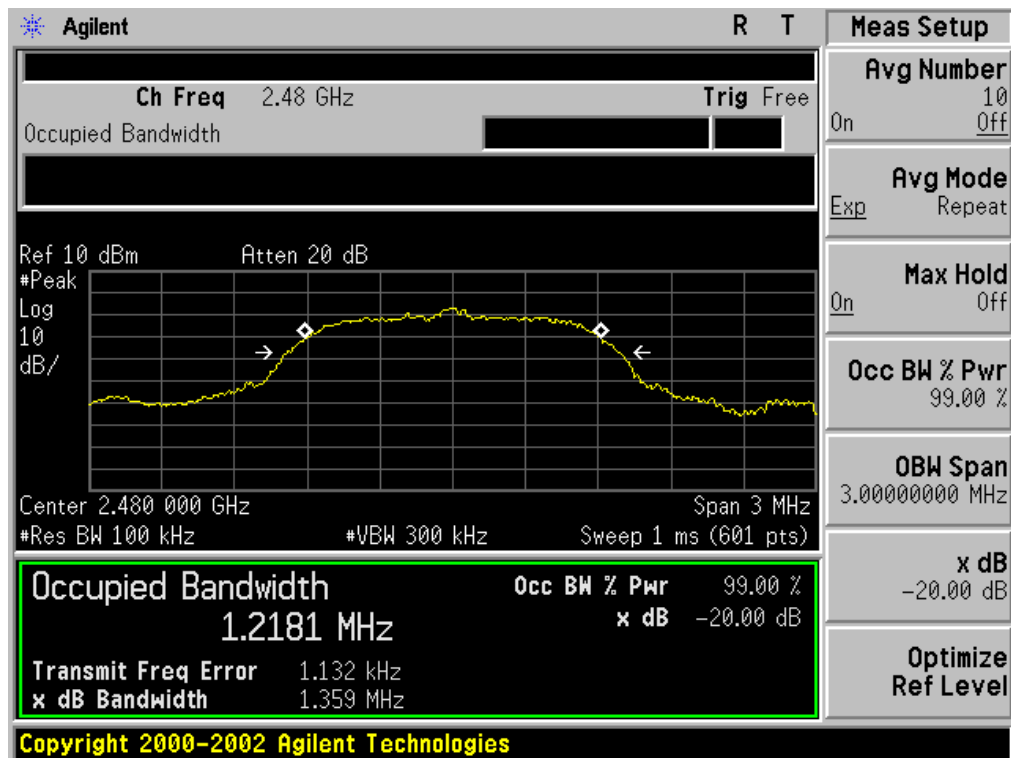 Agilent R T
Ch Freq 2.48 GHz Trig Free
Occupied Bandwidth
Ref 10 dBm Atten 20 dB
#Peak
Log
10
dB/
Center 2.480 000 GHz Span 3 MHz
#Res BW 100 kHz #VBW 300 kHz Sweep 1 ms (601 pts)
Occupied Bandwidth
1.2181 MHz
Occ BW % Pwr 99.00 %
x dB -20.00 dB
Transmit Freq Error 1.132 kHz
x dB Bandwidth 1.359 MHz
Copyright 2000-2002 Agilent Technologies
Meas Setup
Avg Number
10
On Off
Avg Mode
Exp Repeat
Max Hold
On Off
Occ BW % Pwr
99.00 %
OBW Span
3.00000000 MHz
x dB
-20.00 dB
Optimize
Ref Level